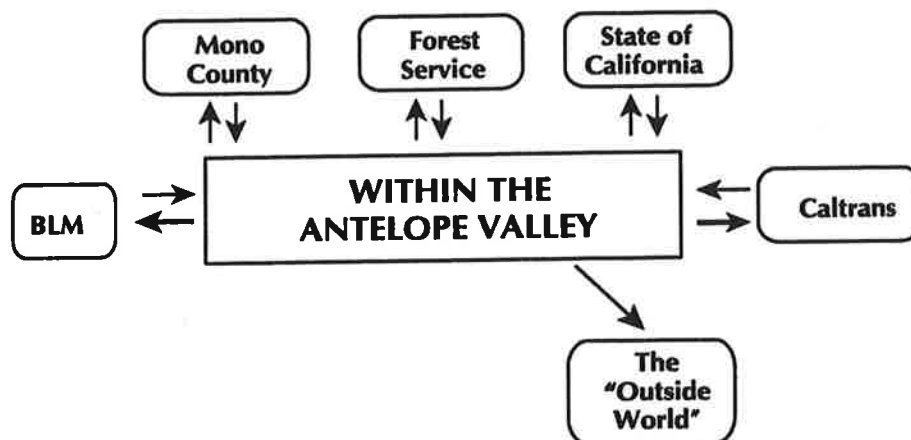 Mono
County
Forest
Service
State of
California
WITHIN THE
ANTELOPE VALLEY
BLM
Caltrans
The
"Outside
World"